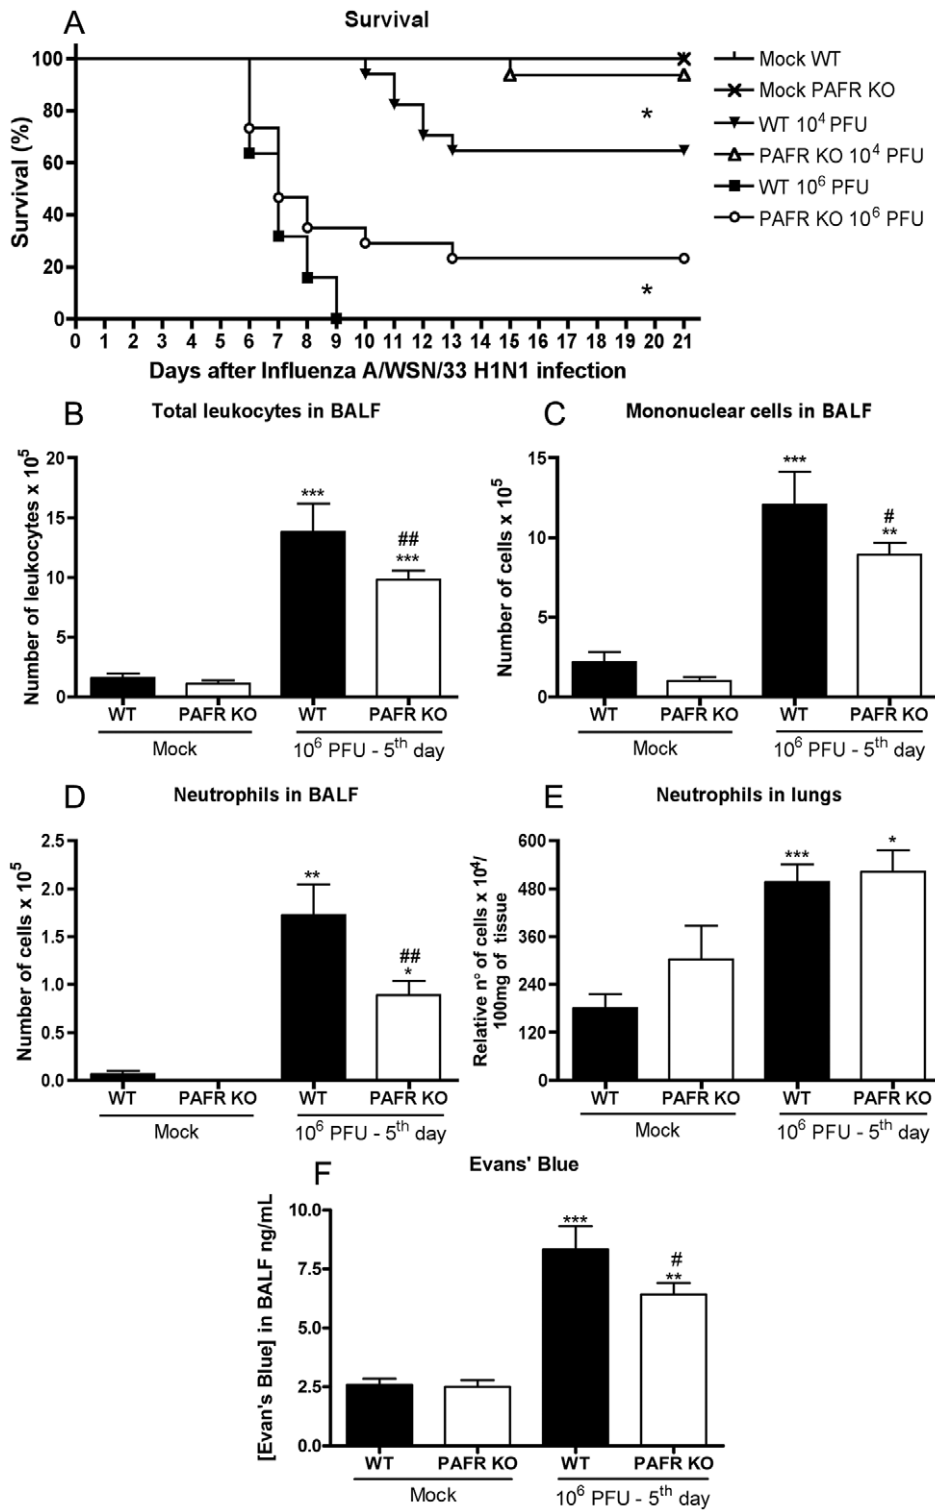 A
Survival
Survival (%)
100
80
60
40
20
0
0 1 2 3 4 5 6 7 8 9 10 11 12 13 14 15 16 17 18 19 20 21
Days after Influenza A/WSN/33 H1N1 infection
*
*
Mock WT
Mock PAFR KO
WT 10⁴ PFU
PAFR KO 10⁴ PFU
WT 10⁶ PFU
PAFR KO 10⁶ PFU
B
Total leukocytes in BALF
Number of leukocytes x 10⁵
20
15
10
5
0
***
##
***
WT PAFR KO WT PAFR KO
Mock 10⁶ PFU - 5ᵗʰ day
C
Mononuclear cells in BALF
Number of cells x 10⁵
15
10
5
0
***
#
**
WT PAFR KO WT PAFR KO
Mock 10⁶ PFU - 5ᵗʰ day
D
Neutrophils in BALF
Number of cells x 10⁵
2.5
2.0
1.5
1.0
0.5
0.0
**
##
*
WT PAFR KO WT PAFR KO
Mock 10⁶ PFU - 5ᵗʰ day
E
Neutrophils in lungs
Relative n° of cells x 10⁴/
100mg of tissue
600
480
360
240
120
0
***
*
WT PAFR KO WT PAFR KO
Mock 10⁶ PFU - 5ᵗʰ day
F
Evans' Blue
[Evan's Blue] in BALF ng/mL
10.0
7.5
5.0
2.5
0.0
***
#
**
WT PAFR KO WT PAFR KO
Mock 10⁶ PFU - 5ᵗʰ day